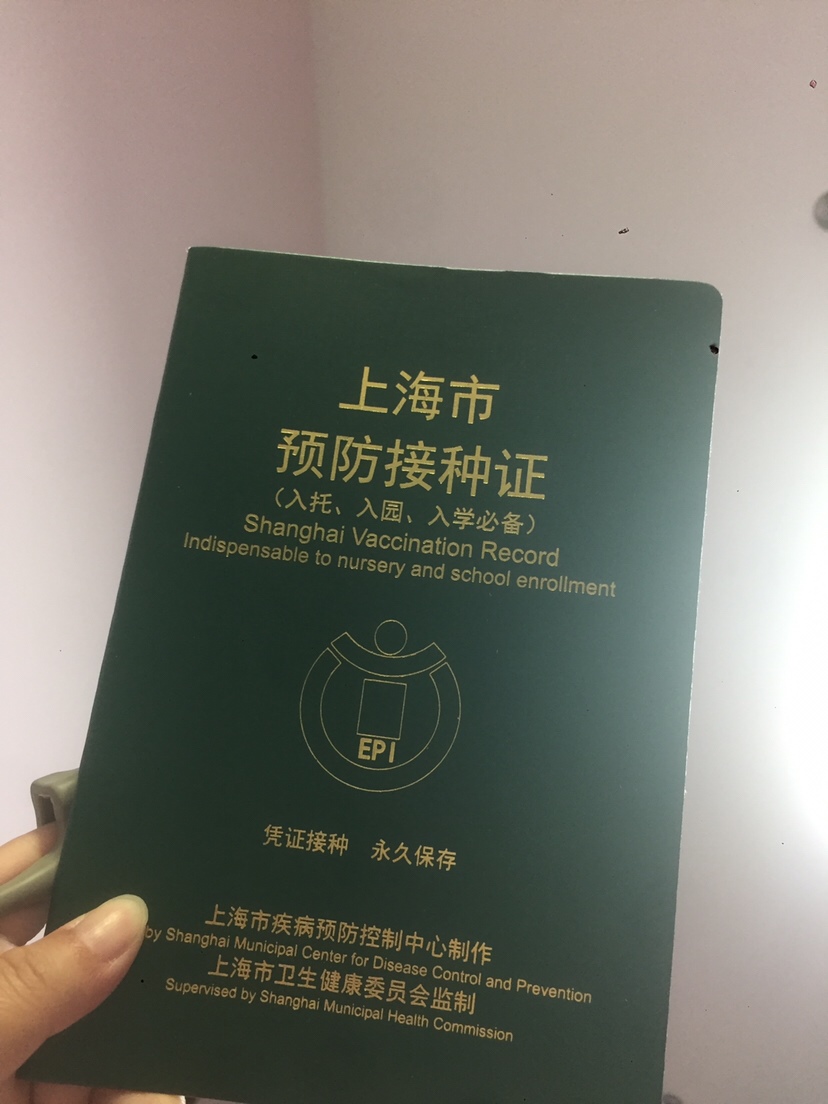 上海市
预防接种证
（入托、入园、入学必备）
Shanghai Vaccination Record
Indispensable to nursery and school enrollment
EPI
凭证接种 永久保存
上海市疾病预防控制中心制作
by Shanghai Municipal Center for Disease Control and Prevention
上海市卫生健康委员会监制
Supervised by Shanghai Municipal Health Commission